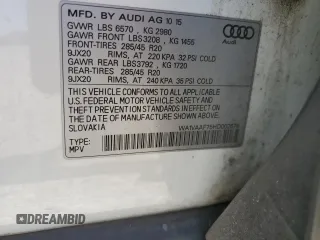 MFD. BY AUDI AG 10 15
GVWR LBS 6570 , KG 2980
GAWR FRONT LBS3208 , KG 1455
FRONT-TIRES 285/45 R20
9JX20 RIMS, AT 220 KPA 32 PSI COLD
GAWR REAR LBS3792 , KG 1720
REAR-TIRES 285/45 R20
9JX20 RIMS, AT 240 KPA 36 PSI COLD
THIS VEHICLE CONFORMS TO ALL APPLICABLE
U.S. FEDERAL MOTOR VEHICLE SAFETY, BUMPER, AND
THEFT PREVENTION STANDARDS IN EFFECT ON THE
DATE OF MANUFACTURE SHOWN ABOVE.
SLOVAKIA
TYPE:
MPV
Audi